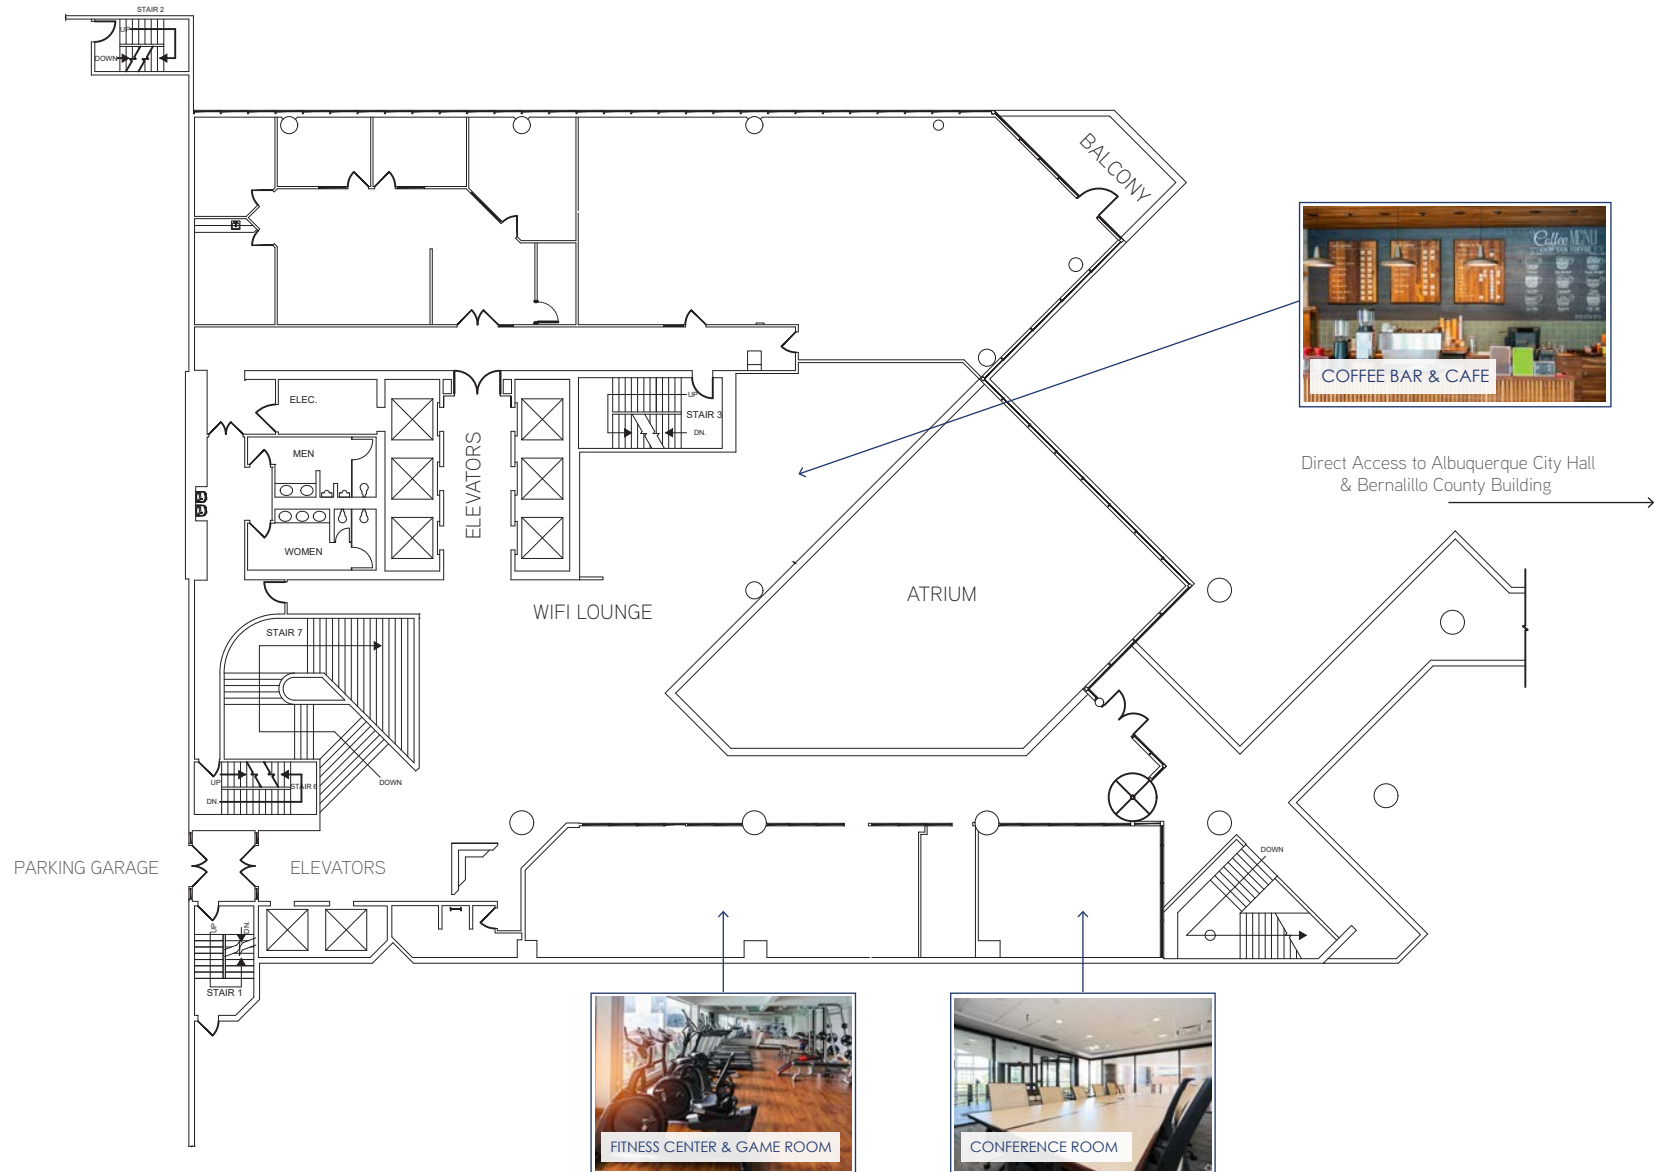 STAIR 2
UP
DOWN
BALCONY
Coffee MENU
COFFEE BAR & CAFE
ELEC.
UP
STAIR 3
DN.
MEN
ELEVATORS
WOMEN
Direct Access to Albuquerque City Hall
& Bernalillo County Building
WIFI LOUNGE
ATRIUM
STAIR 7
DOWN
UP
STAIR 6
DN.
PARKING GARAGE
ELEVATORS
DOWN
UP
DN.
STAIR 1
FITNESS CENTER & GAME ROOM
CONFERENCE ROOM